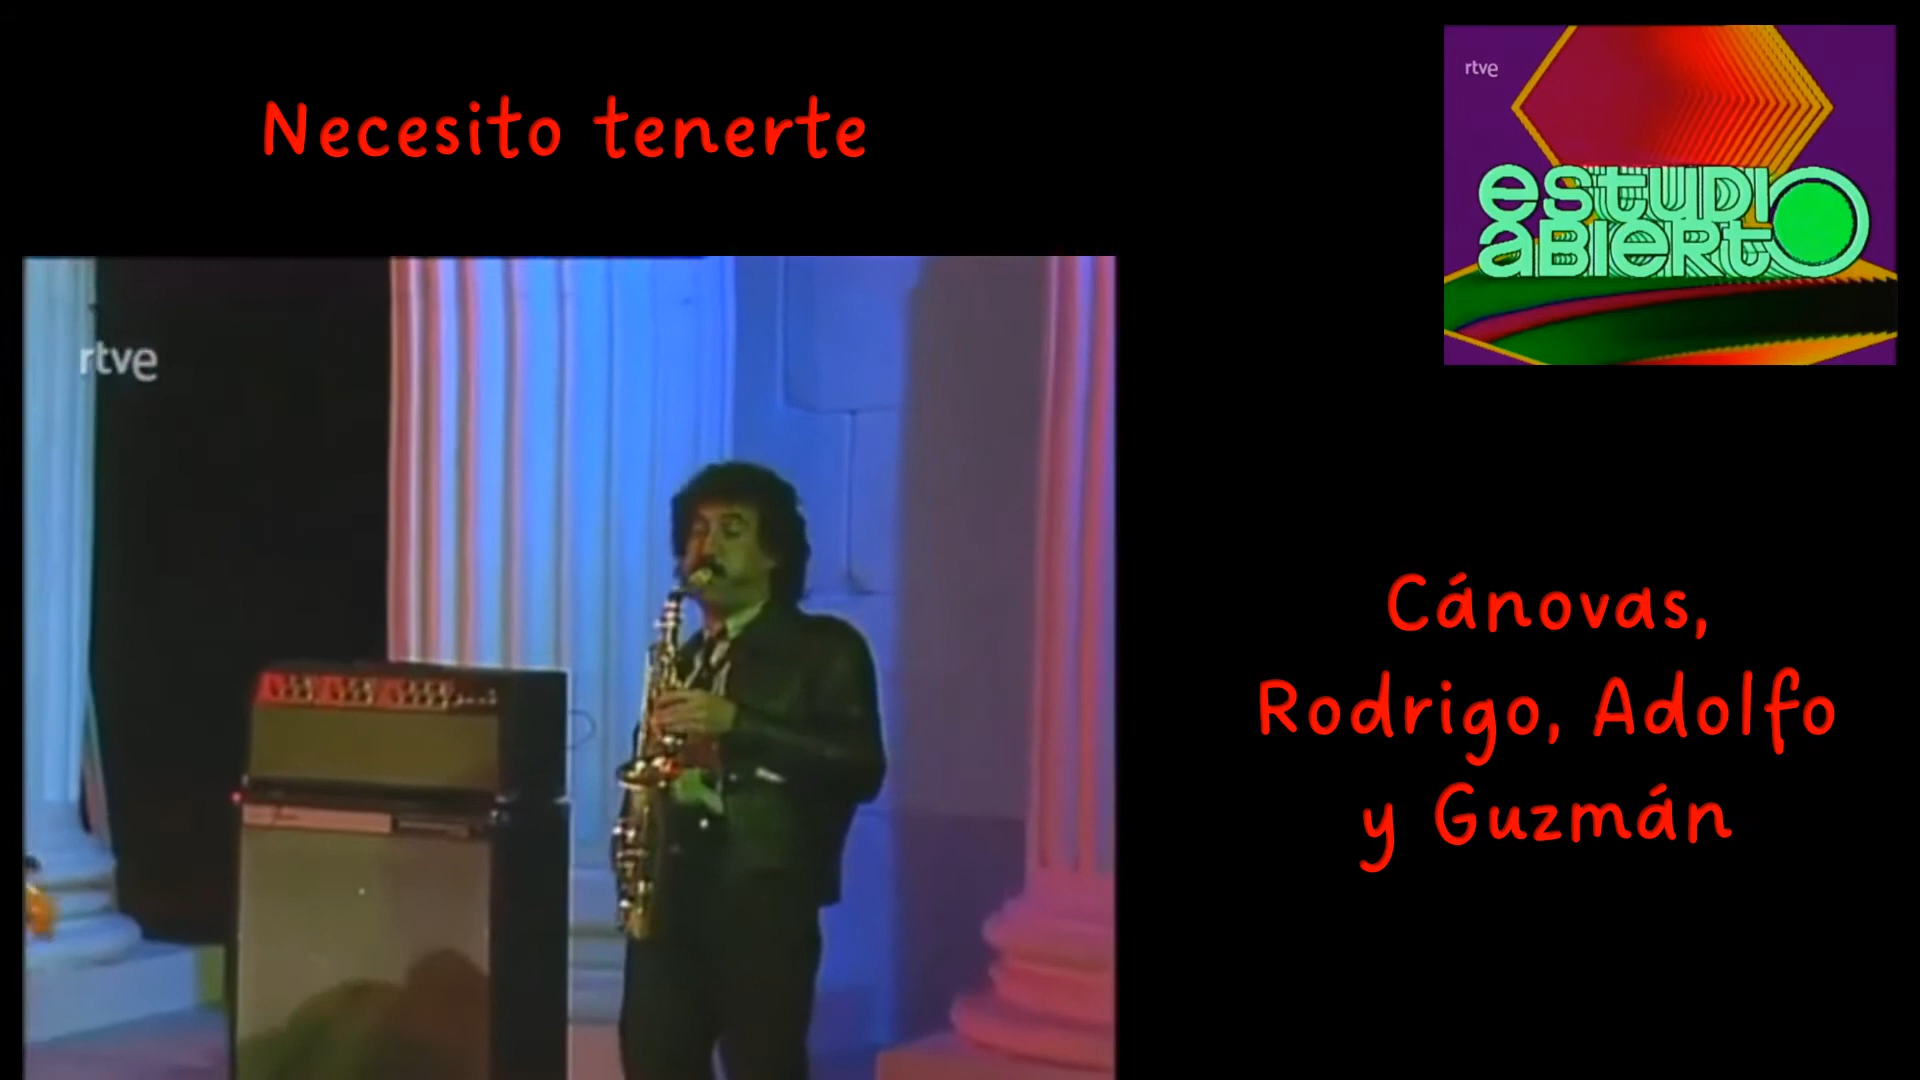 Necesito tenerte
rtve
estudio
abierto
rtve
Cánovas,
Rodrigo, Adolfo
y Guzmán